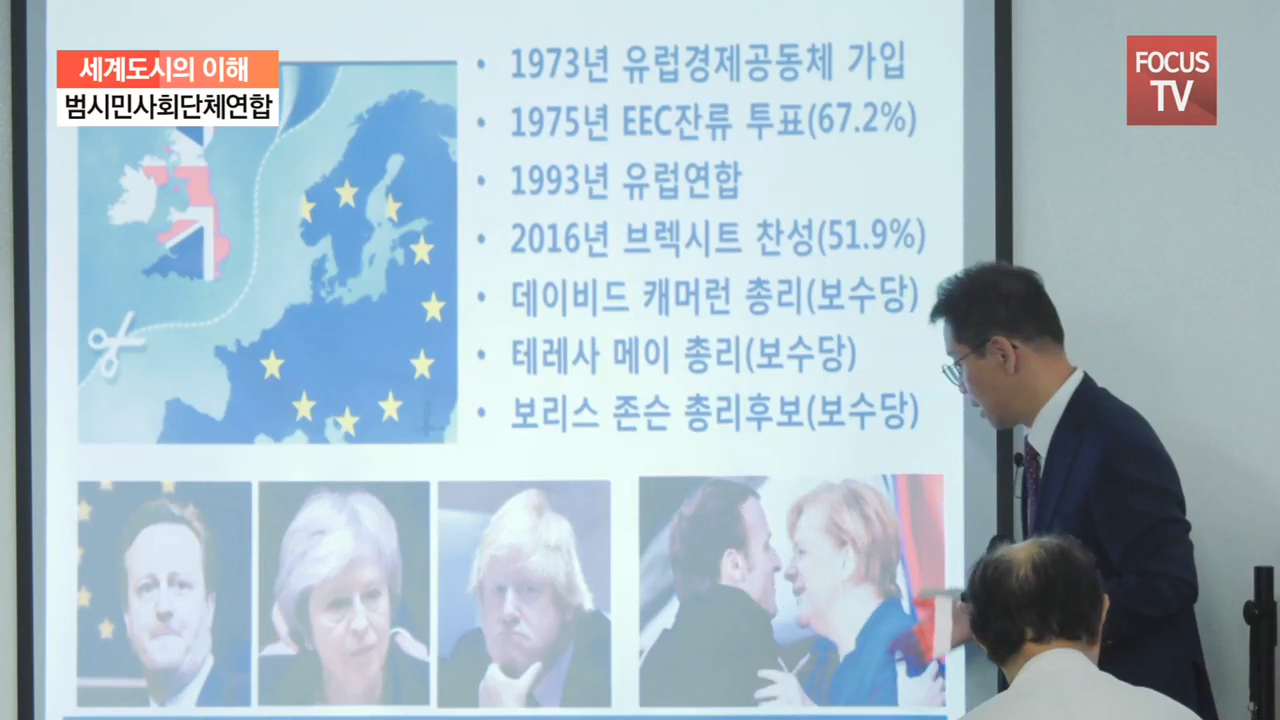 세계도시의 이해
범시민사회단체연합
FOCUS
TV
• 1973년 유럽경제공동체 가입
• 1975년 EEC잔류 투표(67.2%)
• 1993년 유럽연합
• 2016년 브렉시트 찬성(51.9%)
• 데이비드 캐머런 총리(보수당)
• 테레사 메이 총리(보수당)
• 보리스 존슨 총리후보(보수당)